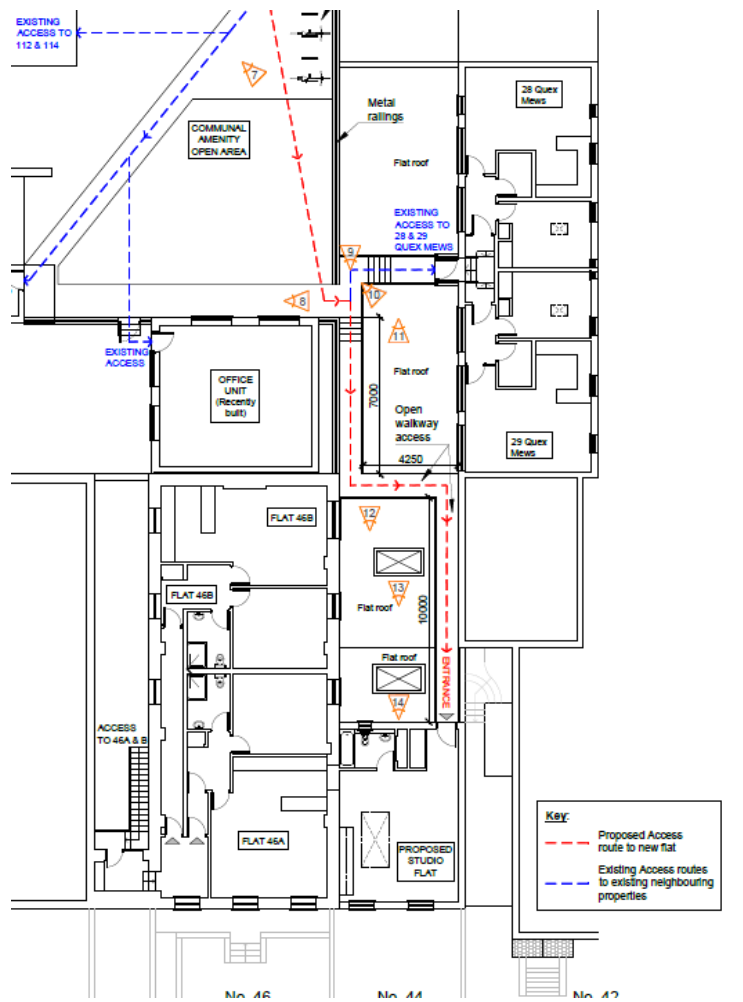 EXISTING
ACCESS TO
112 & 114
7
COMMUNAL
AMENITY
OPEN AREA
Metal
railings
28 Quex
Mews
Flat roof
EXISTING
ACCESS TO
28 & 29
QUEX MEWS
9
8
10
11
EXISTING
ACCESS
OFFICE
UNIT
(Recently
built)
Flat roof
7000
Open
walkway
access
4250
29 Quex
Mews
FLAT 46B
12
FLAT 46B
13
Flat roof
10000
Flat roof
ENTRANCE
14
ACCESS
TO 46A & B
FLAT 46A
PROPOSED
STUDIO
FLAT
Key:
Proposed Access
route to new flat
Existing Access routes
to existing neighbouring
properties
No. 46
No. 44
No. 42